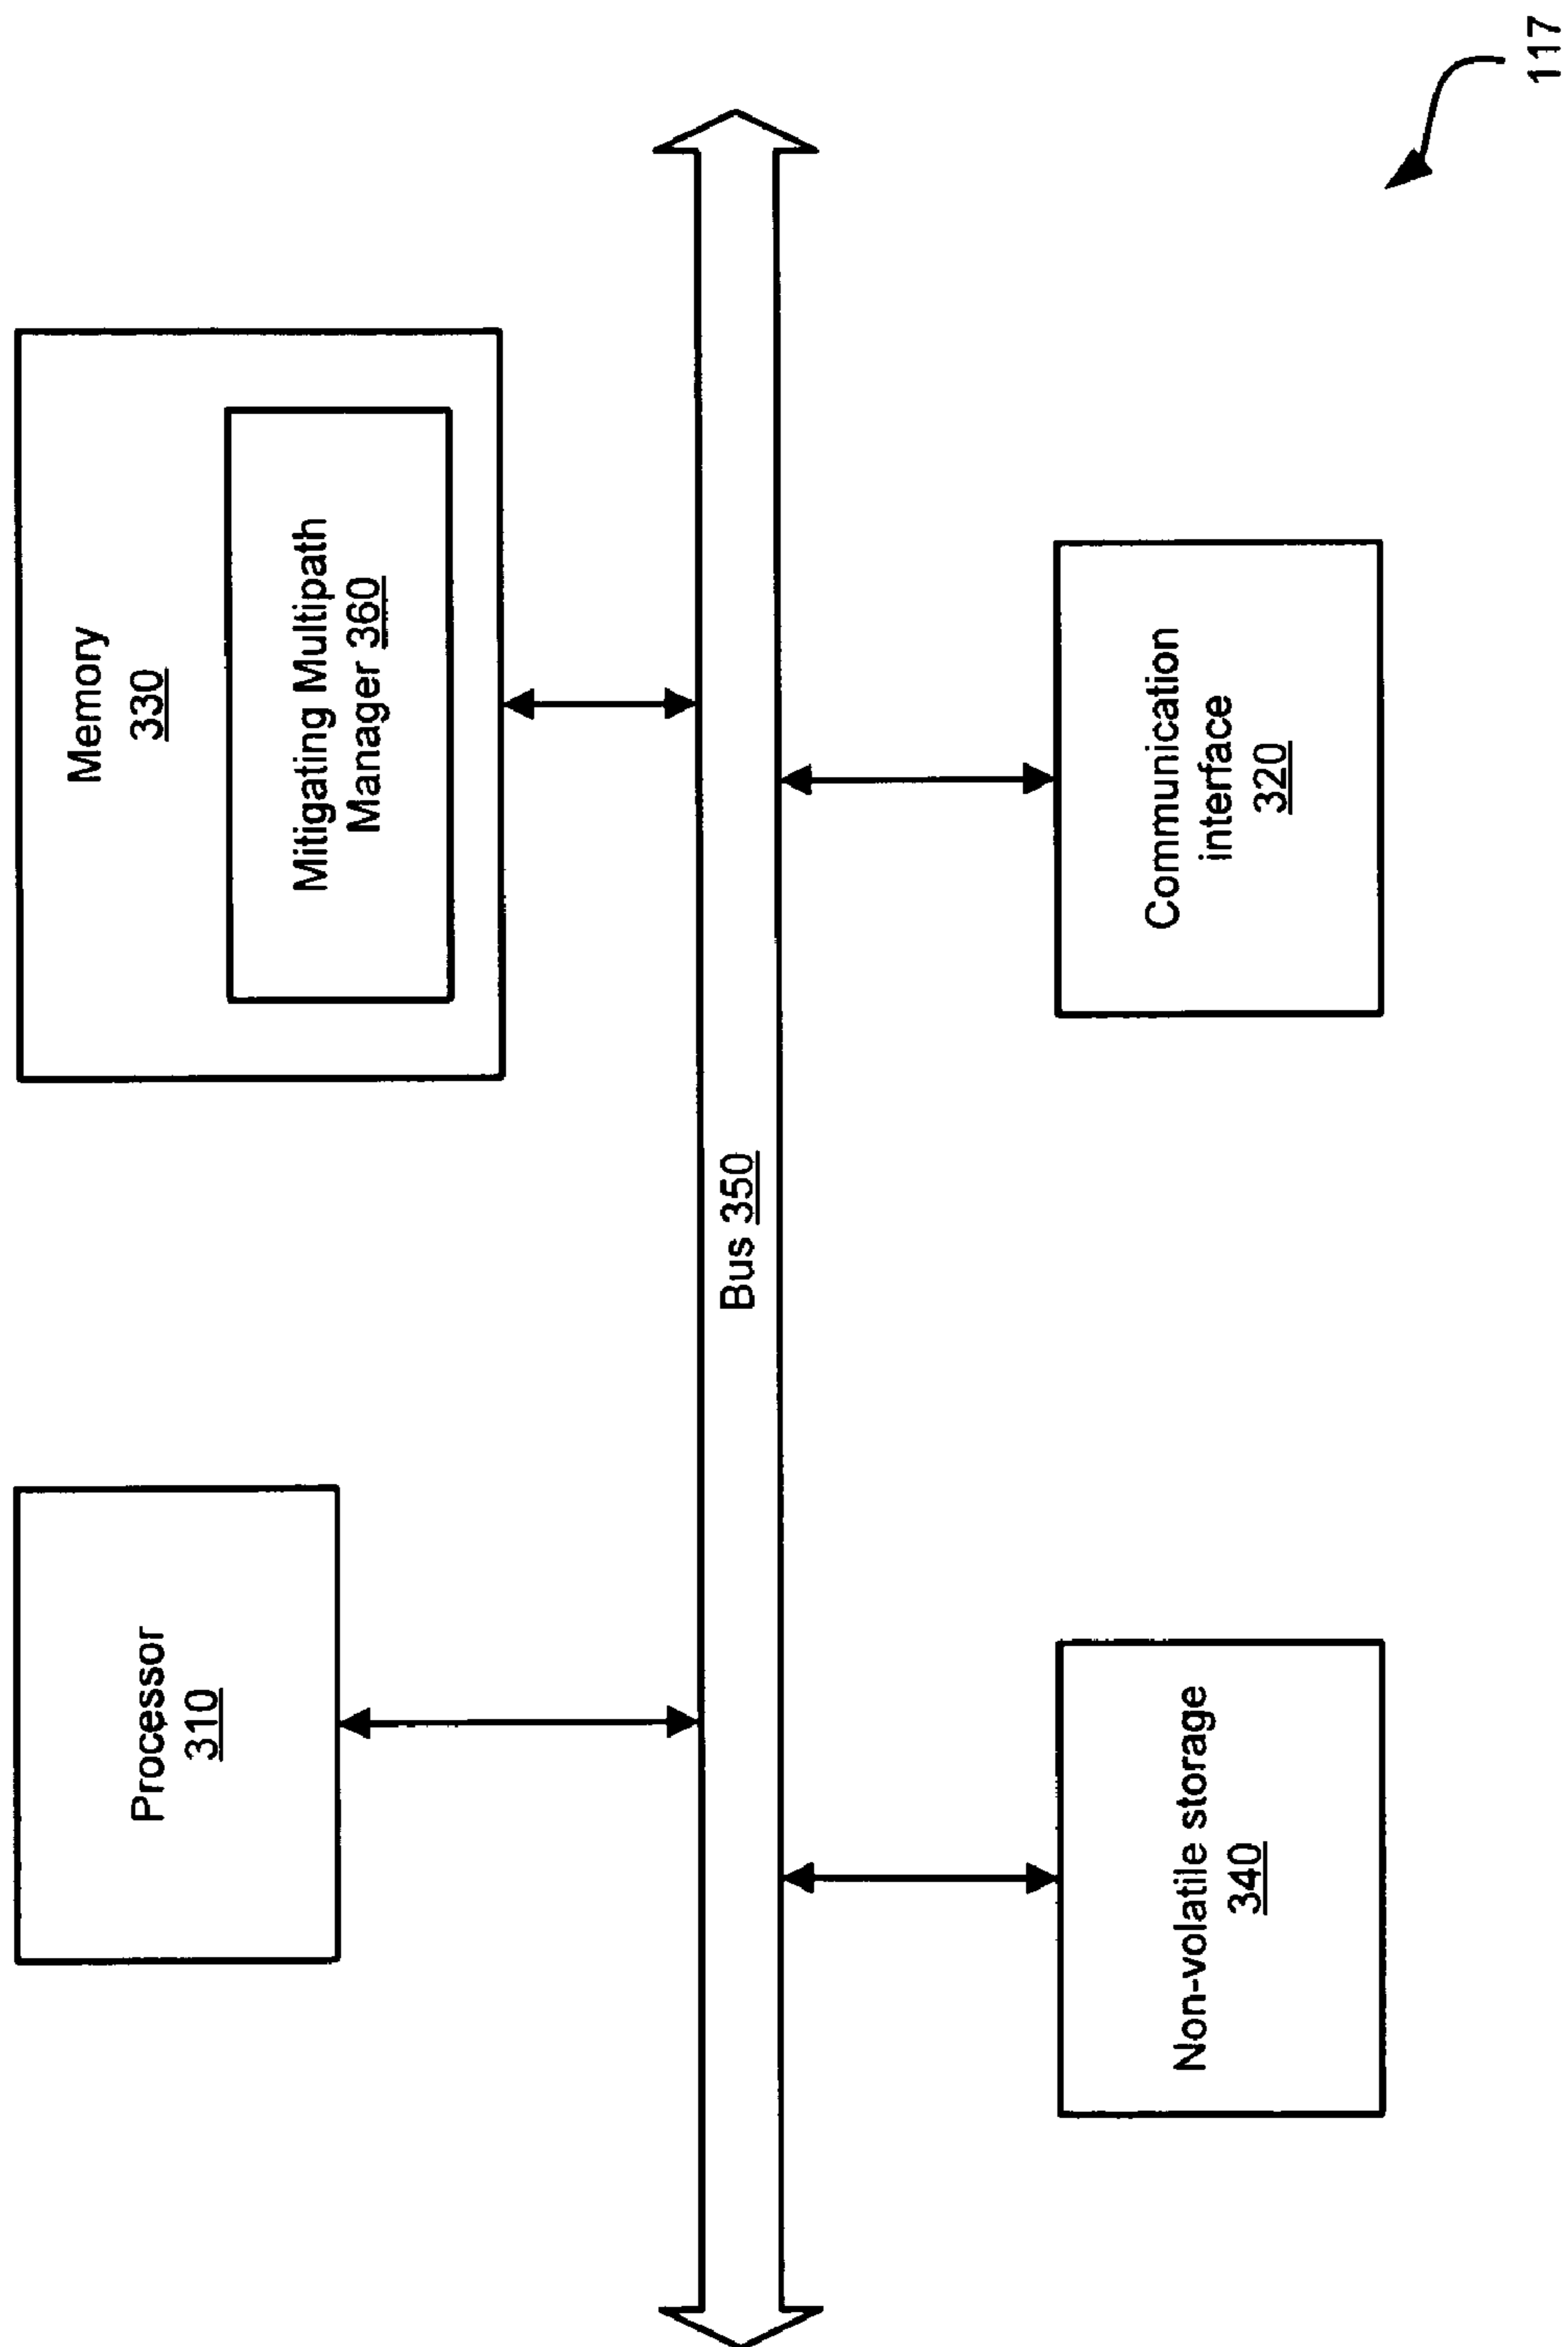 Processor
310
Memory
330
Mitigating Multipath
Manager 360
Bus 350
Non-volatile storage
340
Communication
interface
320
117